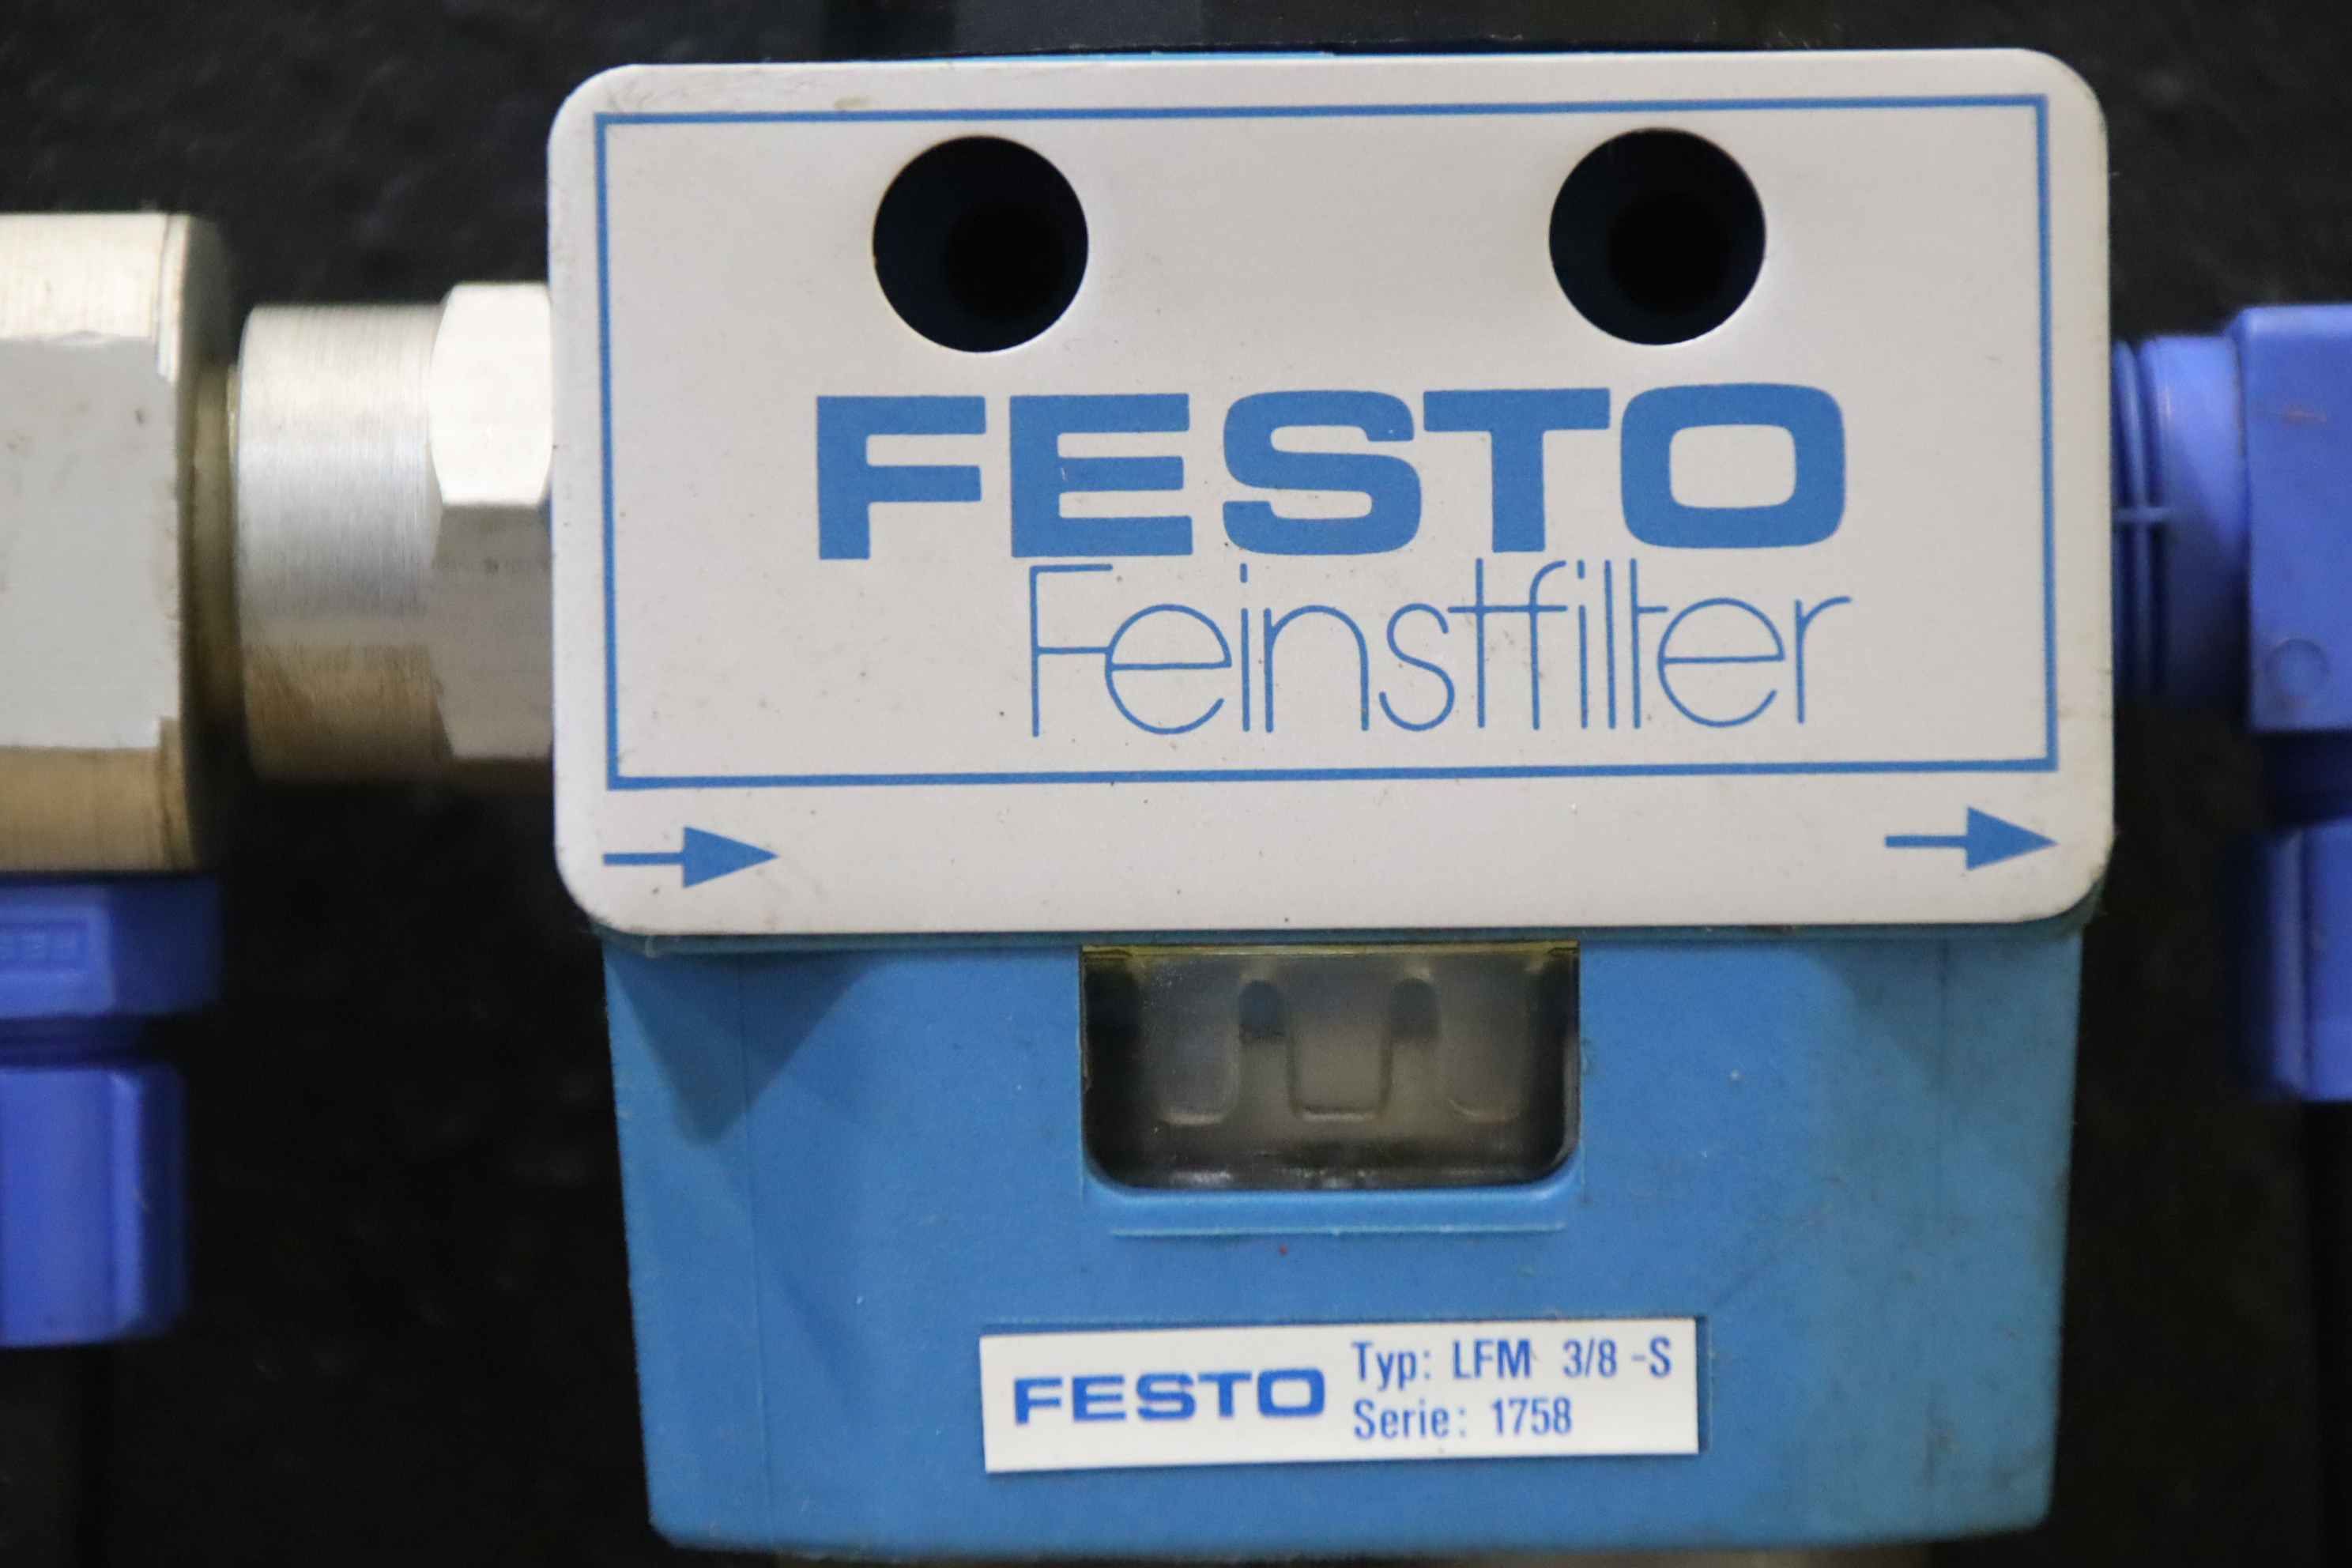 FESTO
Feinstfilter
FESTO
Typ: LFM 3/8 -S
Serie: 1758